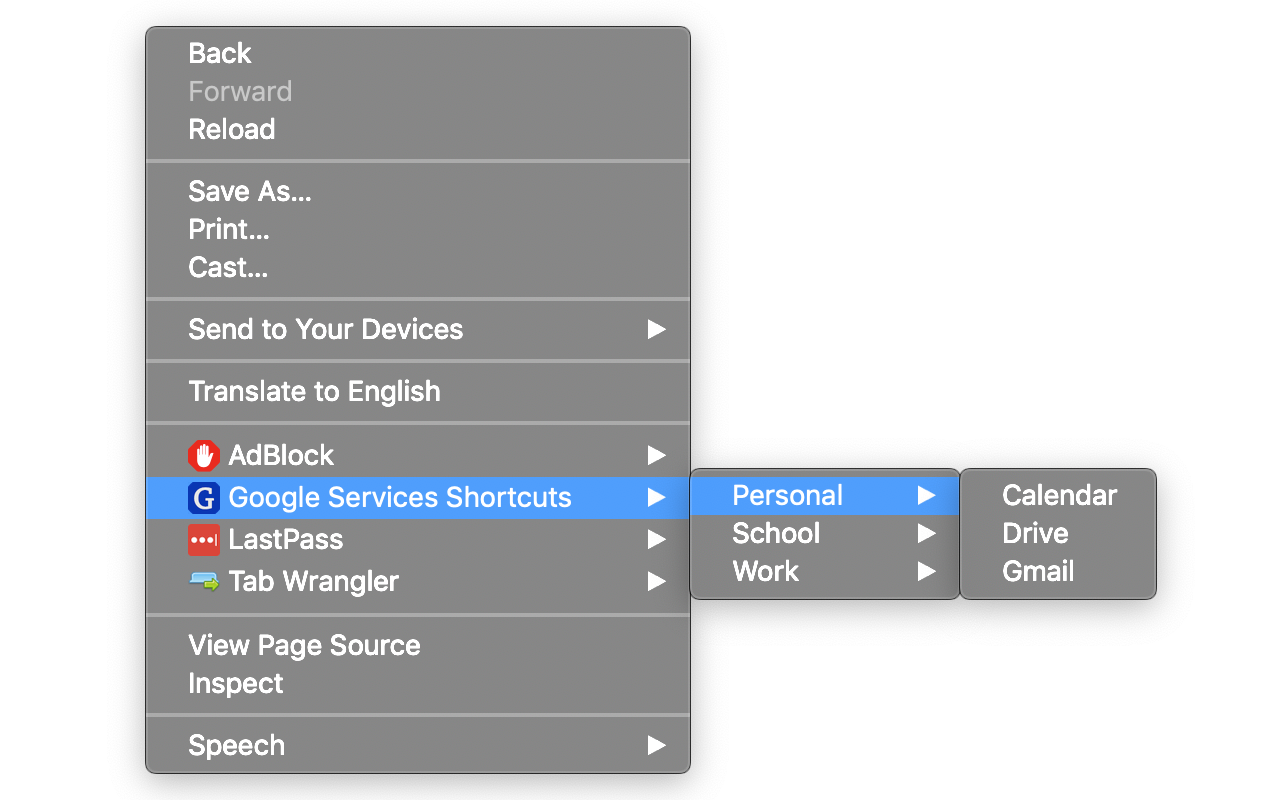 Back
Forward
Reload
Save As...
Print...
Cast...
Send to Your Devices
Translate to English
AdBlock
G Google Services Shortcuts
LastPass
Tab Wrangler
View Page Source
Inspect
Speech
Personal
School
Work
Calendar
Drive
Gmail